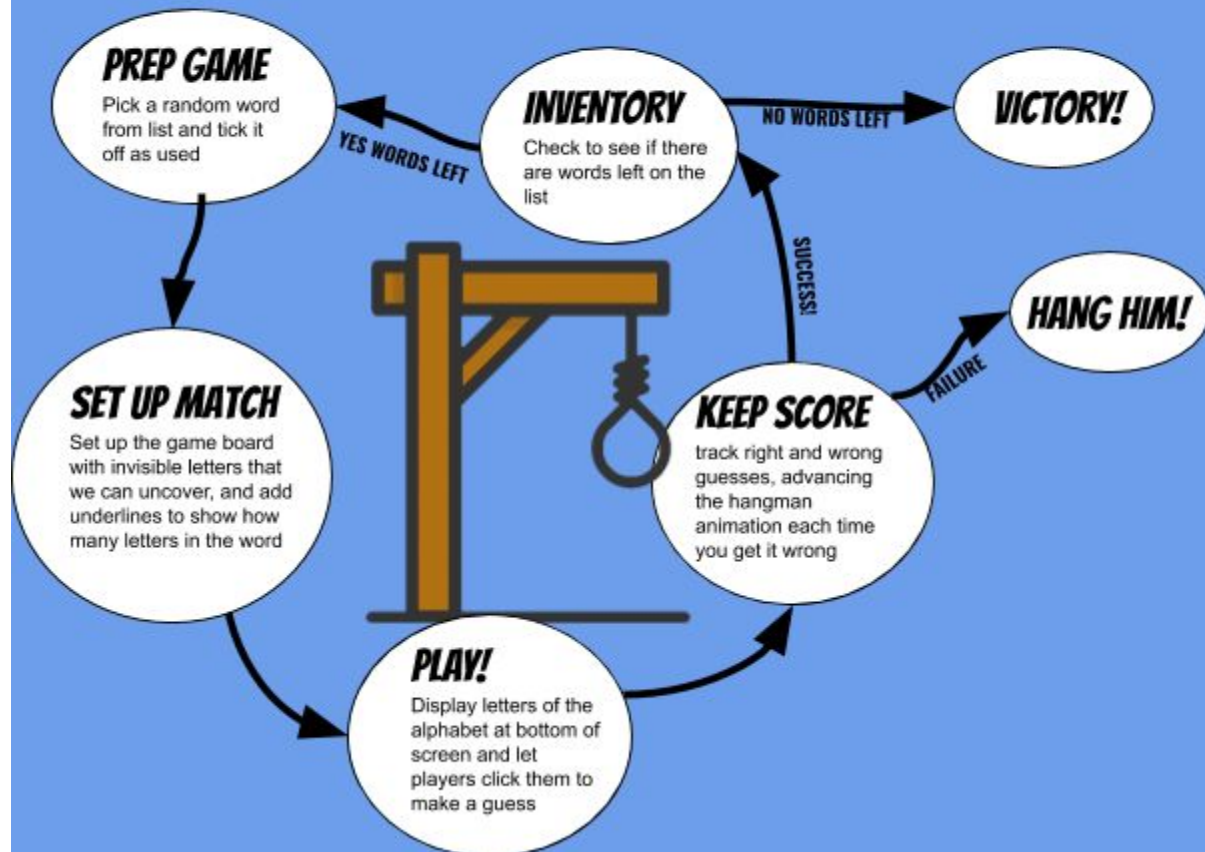 PREP GAME
Pick a random word
from list and tick it
off as used
YES WORDS LEFT
INVENTORY
Check to see if there
are words left on the
list
NO WORDS LEFT
VICTORY!
SUCCESS!
HANG HIM!
FAILURE
SET UP MATCH
Set up the game board
with invisible letters that
we can uncover, and add
underlines to show how
many letters in the word
KEEP SCORE
track right and wrong
guesses, advancing
the hangman
animation each time
you get it wrong
PLAY!
Display letters of the
alphabet at bottom of
screen and let
players click them to
make a guess